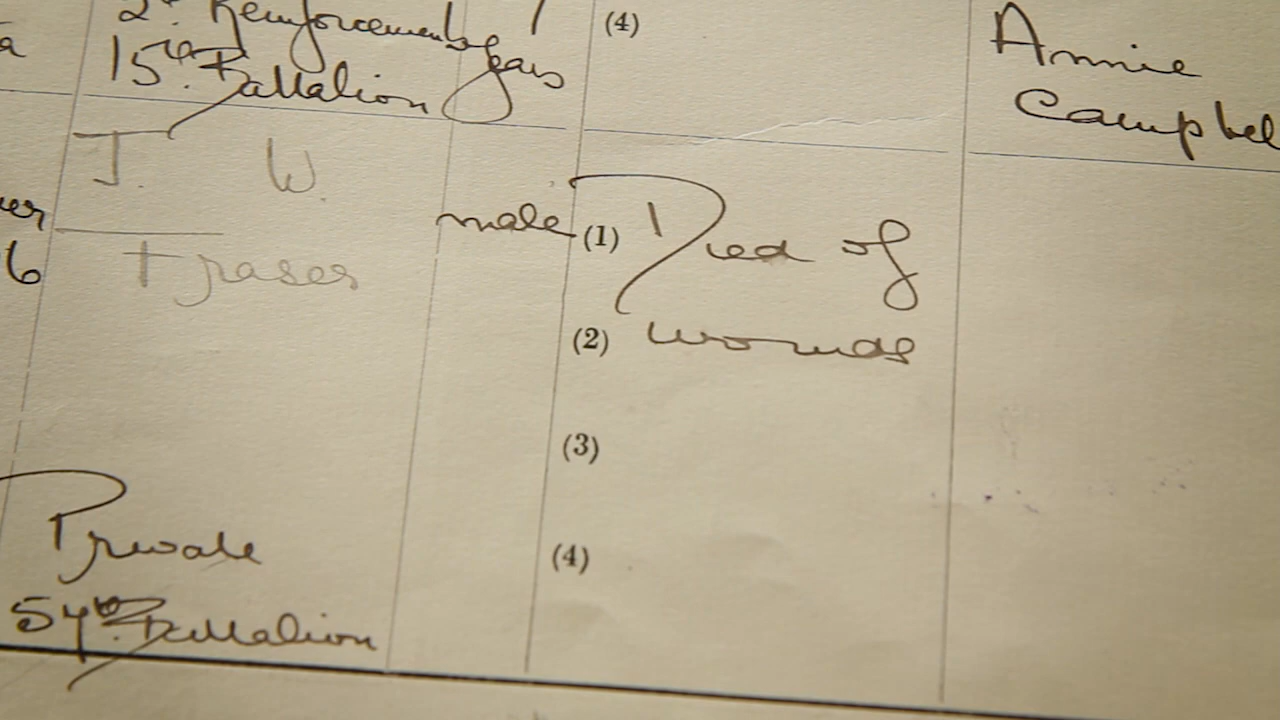 2ⁿᵈ Reinforcements
15th Battalion
years
(4)
Annie
Campbel
J. W.
Fraser
6
male
(1) Died of
(2) wounds
(3)
(4)
Private
54th Battalion